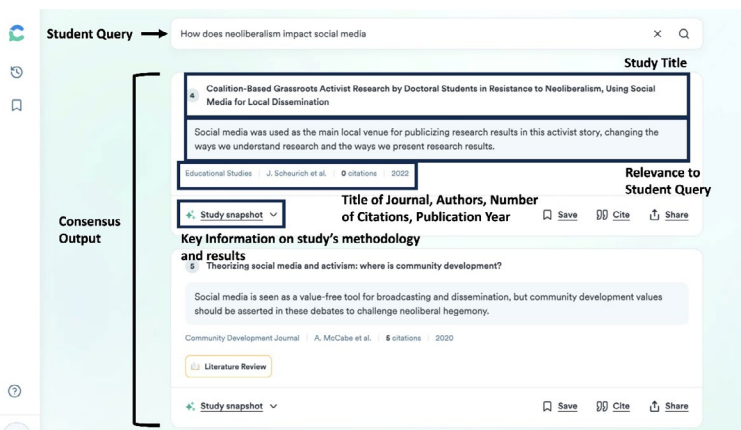 Student Query
How does neoliberalism impact social media
Study Title
4 Coalition-Based Grassroots Activist Research by Doctoral Students in Resistance to Neoliberalism, Using Social
Media for Local Dissemination
Social media was used as the main local venue for publicizing research results in this activist story, changing the
ways we understand research and the ways we present research results.
Educational Studies J. Scheurich et al. 0 citations 2022
Relevance to
Student Query
Title of Journal, Authors, Number
of Citations, Publication Year
Study snapshot
Save Cite Share
Consensus
Output
Key Information on study's methodology
and results
5 Theorizing social media and activism: where is community development?
Social media is seen as a value-free tool for broadcasting and dissemination, but community development values
should be asserted in these debates to challenge neoliberal hegemony.
Community Development Journal A. McCabe et al. 5 citations 2020
Literature Review
Study snapshot
Save Cite Share